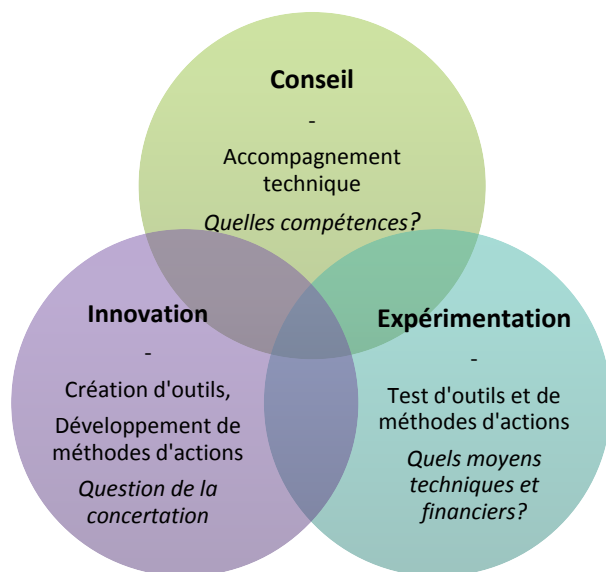 Conseil
-
Accompagnement
technique
Quelles compétences?
Innovation
-
Création d'outils,
Développement de
méthodes d'actions
Question de la
concertation
Expérimentation
-
Test d'outils et de
méthodes d'actions
Quels moyens
techniques et
financiers?